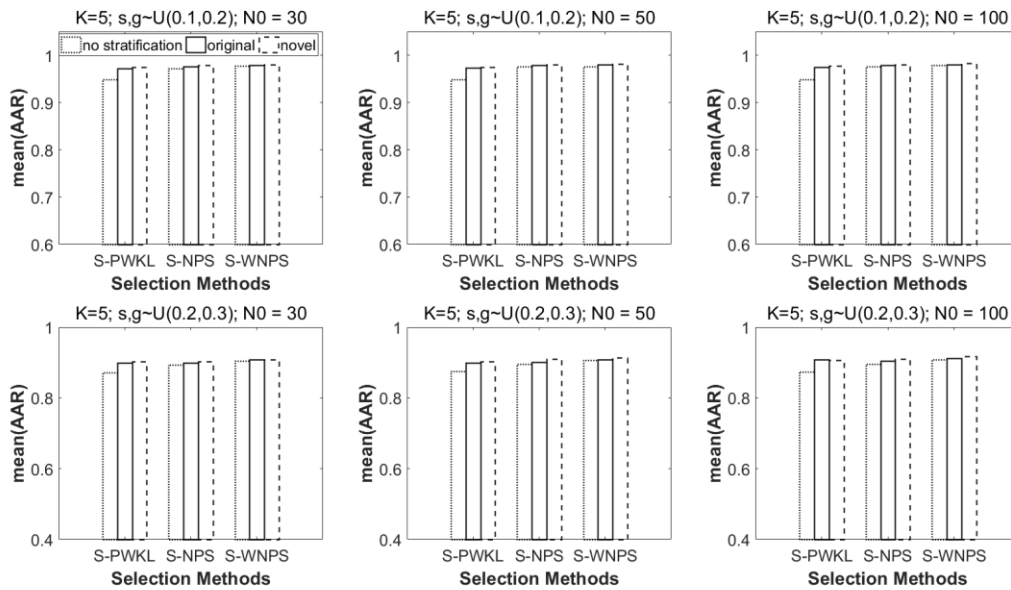 K=5; s,g~U(0.1,0.2); N0 = 30
no stratification original novel
1
0.9
0.8
0.7
0.6
mean(AAR)
S-PWKL S-NPS S-WNPS
Selection Methods
K=5; s,g~U(0.1,0.2); N0 = 50
1
0.9
0.8
0.7
0.6
mean(AAR)
S-PWKL S-NPS S-WNPS
Selection Methods
K=5; s,g~U(0.1,0.2); N0 = 100
1
0.9
0.8
0.7
0.6
mean(AAR)
S-PWKL S-NPS S-WNPS
Selection Methods
K=5; s,g~U(0.2,0.3); N0 = 30
1
0.8
0.6
0.4
mean(AAR)
S-PWKL S-NPS S-WNPS
Selection Methods
K=5; s,g~U(0.2,0.3); N0 = 50
1
0.8
0.6
0.4
mean(AAR)
S-PWKL S-NPS S-WNPS
Selection Methods
K=5; s,g~U(0.2,0.3); N0 = 100
1
0.8
0.6
0.4
mean(AAR)
S-PWKL S-NPS S-WNPS
Selection Methods